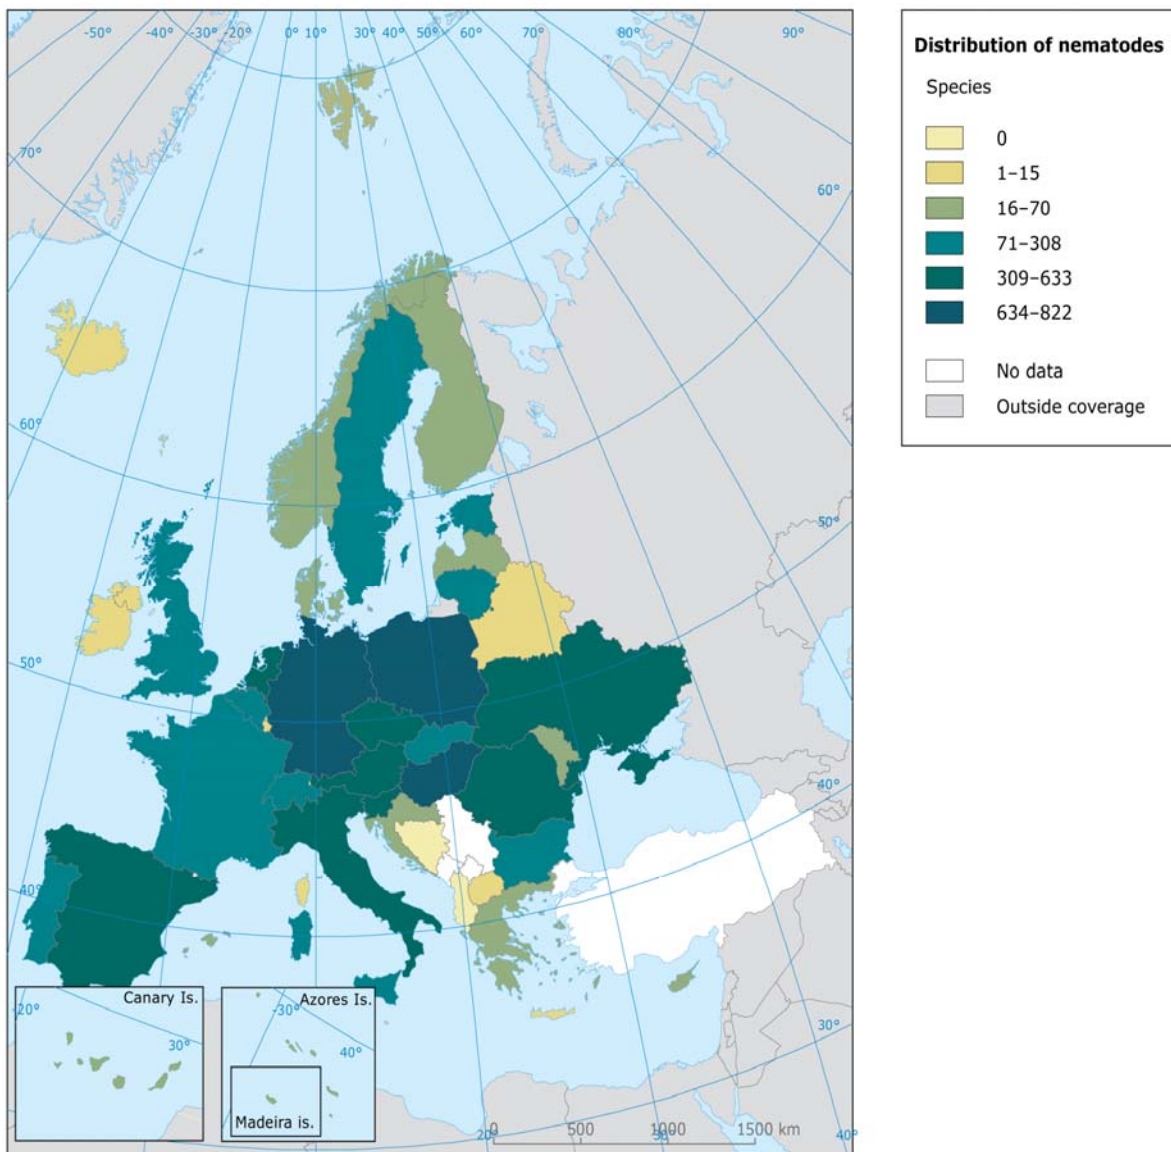 -50° -40° -30° -20° 0° 10° 30° 40° 50° 60° 70° 80° 90°
70°
60°
60°
50°
50°
40°
40°
30°
-20°
30°
Canary Is.
-30°
40°
Azores Is.
Madeira is.
20°
30°
40°
0 500 1000 1500 km
Distribution of nematodes
Species
0
1–15
16–70
71–308
309–633
634–822
No data
Outside coverage